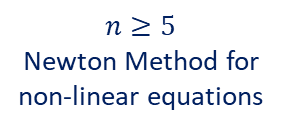 n ≥ 5
Newton Method for
non-linear equations